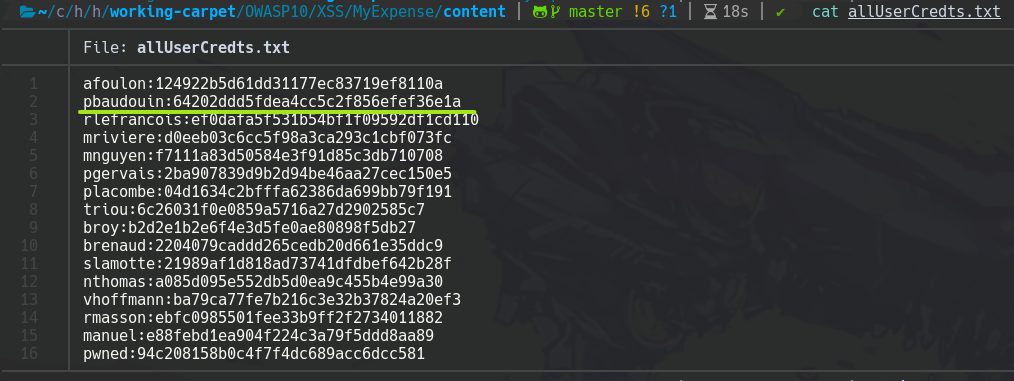 ~/c/h/h/working-carpet/OWASP10/XSS/MyExpense/content | master !6 ?1 | 18s | ✔ cat allUserCredts.txt
File: allUserCredts.txt
1 afoulon:124922b5d61dd31177ec83719ef8110a
2 pbaudouin:64202ddd5fdea4cc5c2f856efef36e1a
3 rlefrancois:ef0dafa5f531b54bf1f09592df1cd110
4 mriviere:d0eeb03c6cc5f98a3ca293c1cbf073fc
5 mnguyen:f7111a83d50584e3f91d85c3db710708
6 pgervais:2ba907839d9b2d94be46aa27cec150e5
7 placombe:04d1634c2bfffa62386da699bb79f191
8 triou:6c26031f0e0859a5716a27d2902585c7
9 broy:b2d2e1b2e6f4e3d5fe0ae80898f5db27
10 brenaud:2204079caddd265cedb20d661e35ddc9
11 slamotte:21989af1d818ad73741dfdbef642b28f
12 nthomas:a085d095e552db5d0ea9c455b4e99a30
13 vhoffmann:ba79ca77fe7b216c3e32b37824a20ef3
14 rmasson:ebfc0985501fee33b9ff2f2734011882
15 manuel:e88febd1ea904f224c3a79f5ddd8aa89
16 pwned:94c208158b0c4f7f4dc689acc6dcc581